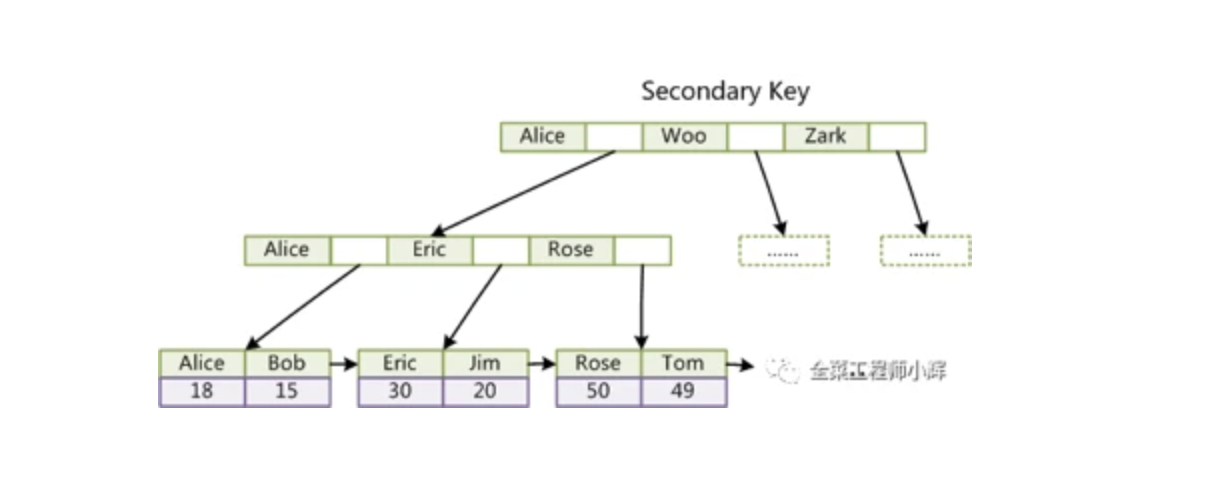 Secondary Key
Alice Woo Zark
Alice Eric Rose
...... ......
Alice Bob Eric Jim Rose Tom
18 15 30 20 50 49
全菜工程师小辉